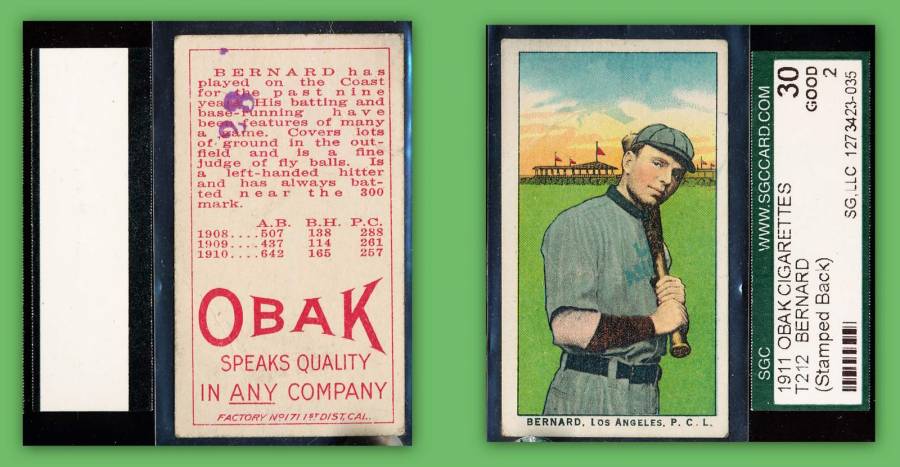 BERNARD has
played on the Coast
for the past nine
years. His batting and
base-running have
been features of many
a game. Covers lots
of ground in the out-
field and is a fine
judge of fly balls. Is
a left-handed hitter
and has always bat-
ted near the 300
mark.
A.B. B.H. P.C.
1908....507 138 288
1909....437 114 261
1910....642 165 257
OBAK
SPEAKS QUALITY
IN ANY COMPANY
FACTORY No 171 1ST DIST, CAL.
BERNARD, LOS ANGELES, P. C. L.
SGC WWW.SGCCARD.COM
1911 OBAK CIGARETTES 30
T212 BERNARD GOOD
(Stamped Back) 2
SG, LLC 1273423-035